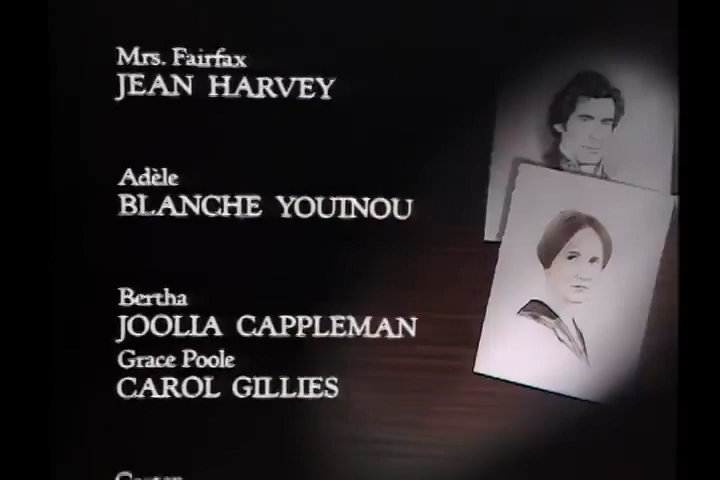 Mrs. Fairfax
JEAN HARVEY
Adèle
BLANCHE YOUINOU
Bertha
JOOLIA CAPPLEMAN
Grace Poole
CAROL GILLIES